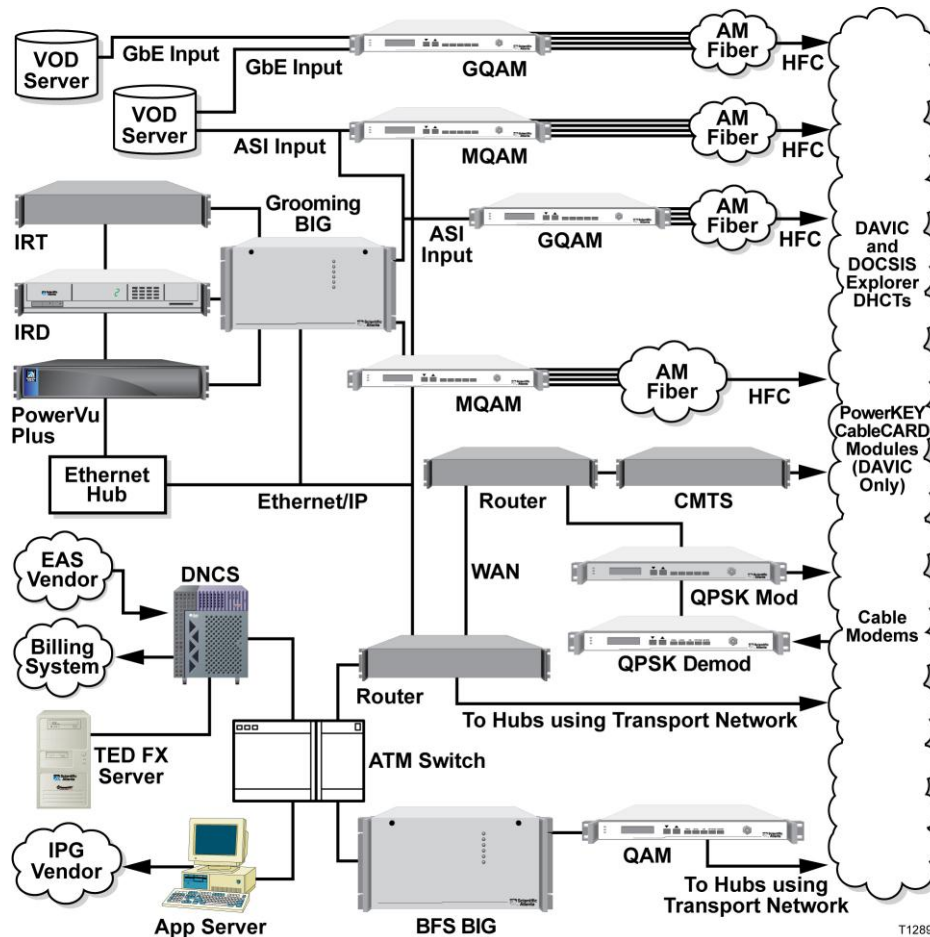 VOD
Server
GbE Input
GbE Input
GQAM
AM
Fiber
HFC
VOD
Server
ASI Input
MQAM
AM
Fiber
HFC
IRT
Grooming
BIG
ASI
Input
GQAM
AM
Fiber
HFC
DAVIC
and
DOCSIS
Explorer
DHCTs
IRD
PowerVu
Plus
MQAM
AM
Fiber
HFC
PowerKEY
CableCARD
Modules
(DAVIC
Only)
Ethernet
Hub
Ethernet/IP
Router
CMTS
EAS
Vendor
DNCS
WAN
QPSK Mod
Cable
Modems
Billing
System
Router
QPSK Demod
To Hubs using Transport Network
TED FX
Server
ATM Switch
IPG
Vendor
App Server
BFS BIG
QAM
To Hubs using
Transport Network
T1289